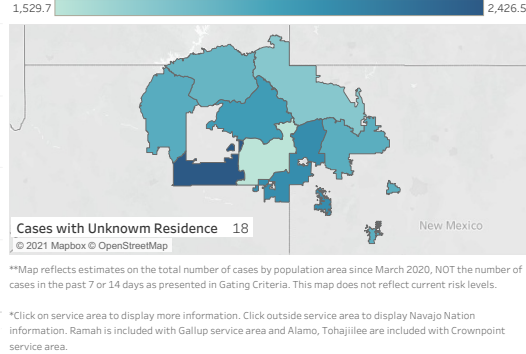 1,529.7 2,426.5
New Mexico
Cases with Unknowm Residence 18
© 2021 Mapbox © OpenStreetMap
**Map reflects estimates on the total number of cases by population area since March 2020, NOT the number of
cases in the past 7 or 14 days as presented in Gating Criteria. This map does not reflect current risk levels.
*Click on service area to display more information. Click outside service area to display Navajo Nation
information. Ramah is included with Gallup service area and Alamo, Tohajiilee are included with Crownpoint
service area.